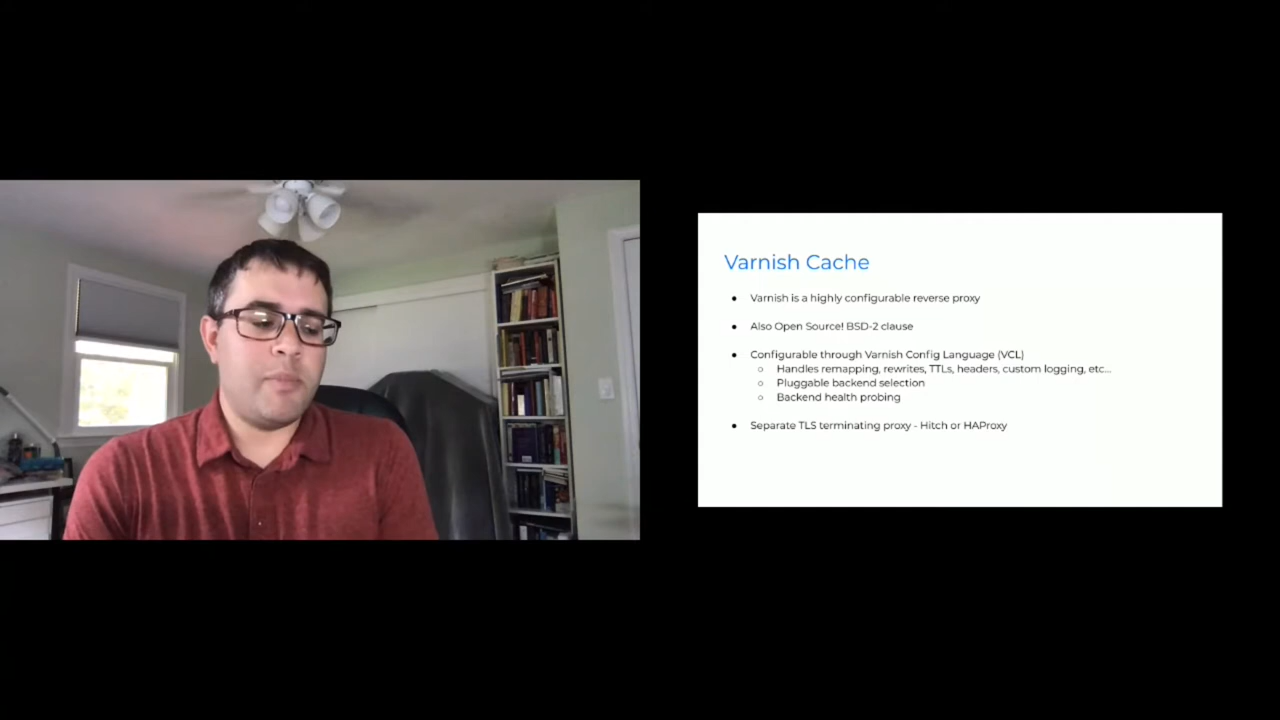 Varnish Cache
● Varnish is a highly configurable reverse proxy
● Also Open Source! BSD-2 clause
● Configurable through Varnish Config Language (VCL)
○ Handles remapping, rewrites, TTLs, headers, custom logging, etc...
○ Pluggable backend selection
○ Backend health probing
● Separate TLS terminating proxy - Hitch or HAProxy